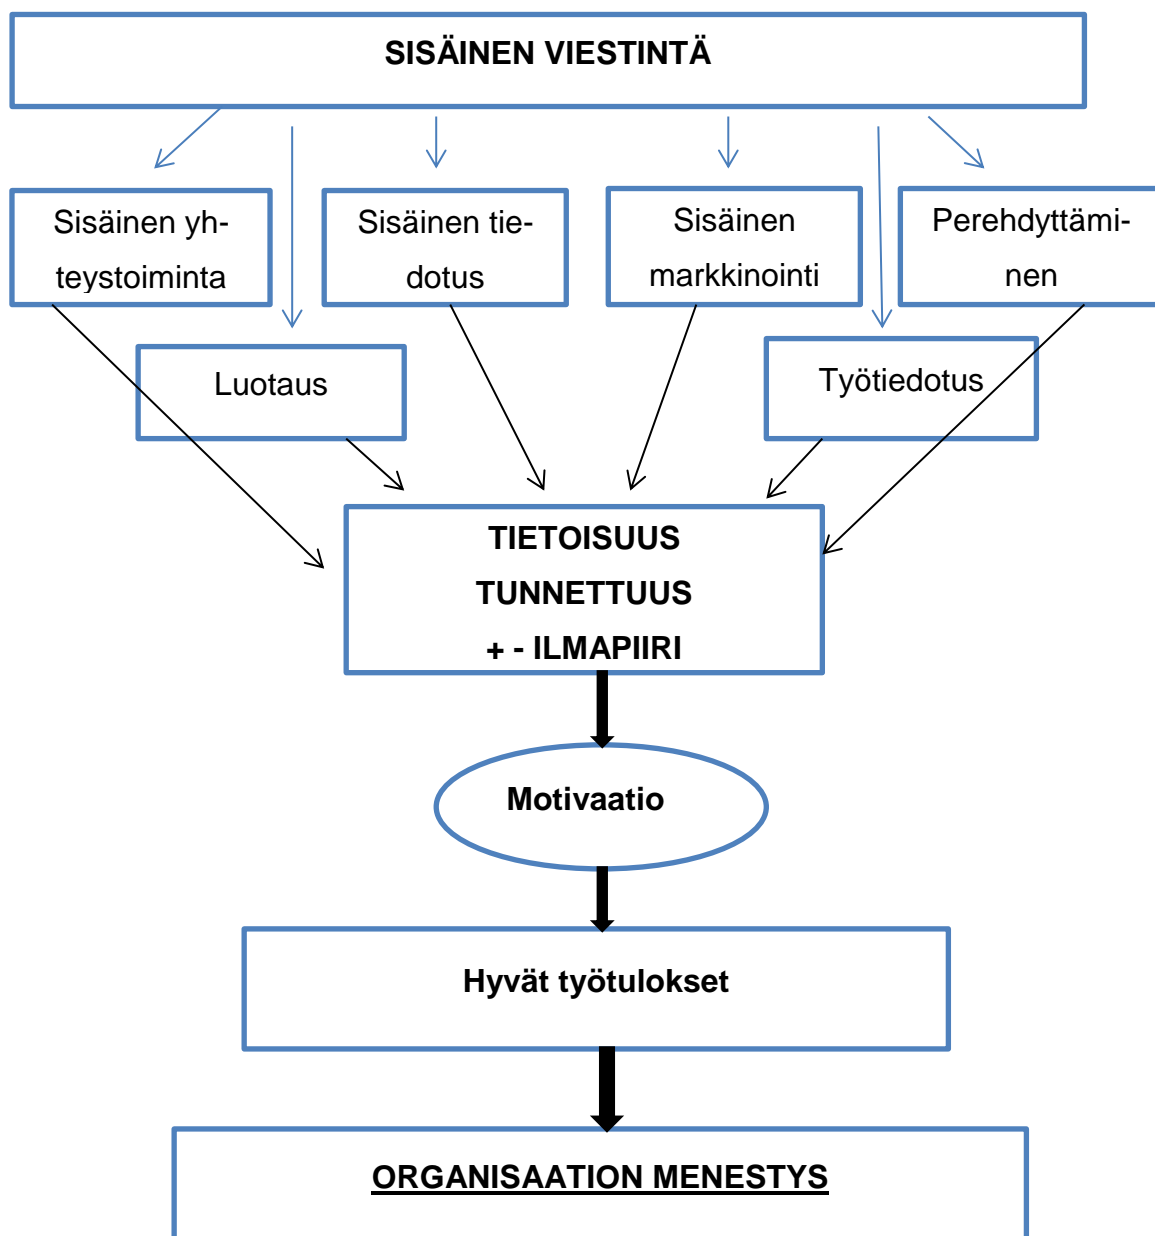 SISÄINEN VIESTINTÄ
Sisäinen yh-
teystoiminta
Sisäinen tie-
dotus
Sisäinen
markkinointi
Perehdyttämi-
nen
Luotaus
Työtiedotus
TIETOISUUS
TUNNETTUUS
+ - ILMAPIIRI
Motivaatio
Hyvät työtulokset
ORGANISAATION MENESTYS